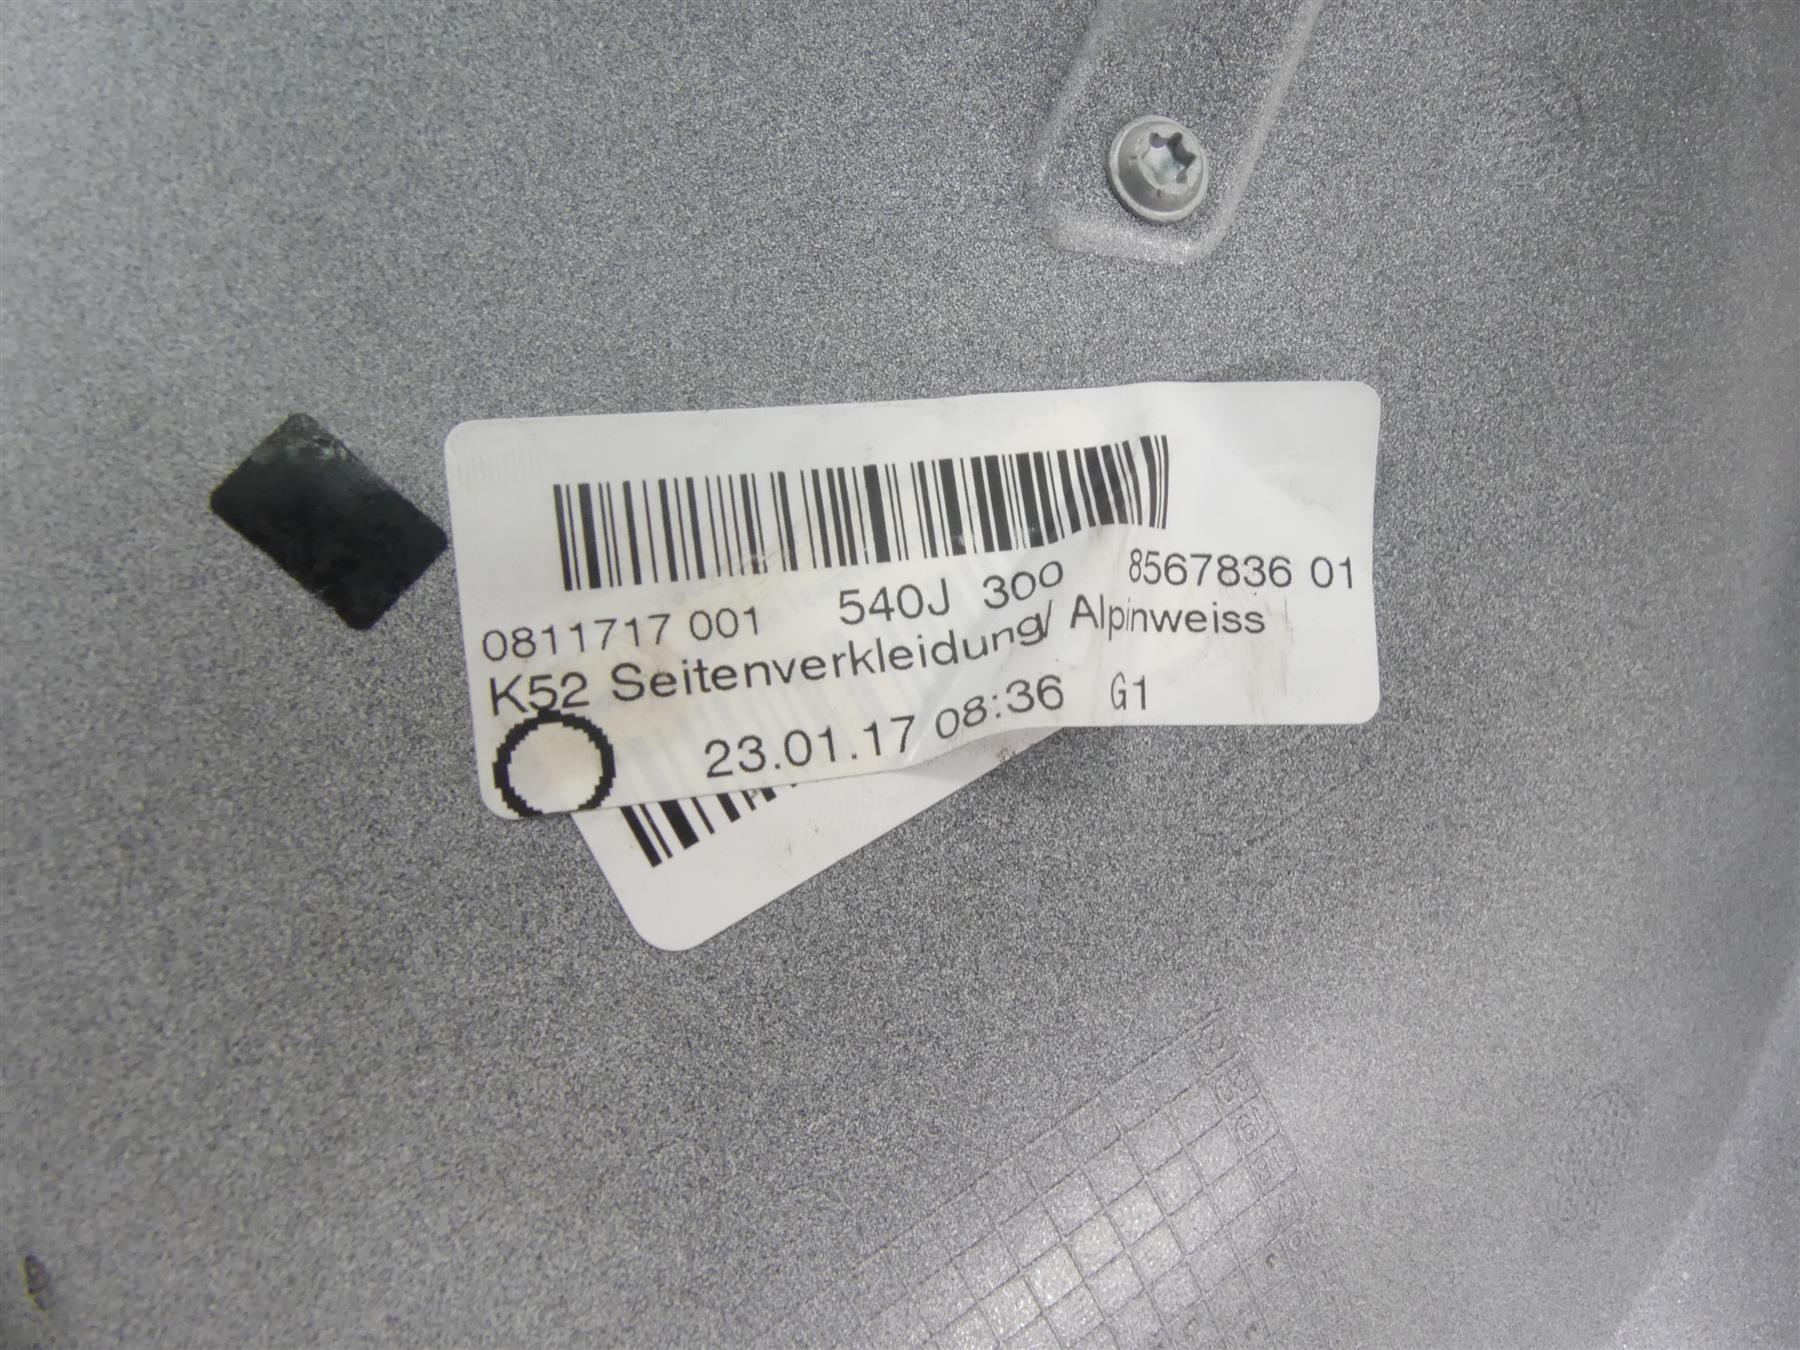 0811717 001 540J 300 8567836 01
K52 Seitenverkleidung/ Alpinweiss
23.01.17 08:36 G1